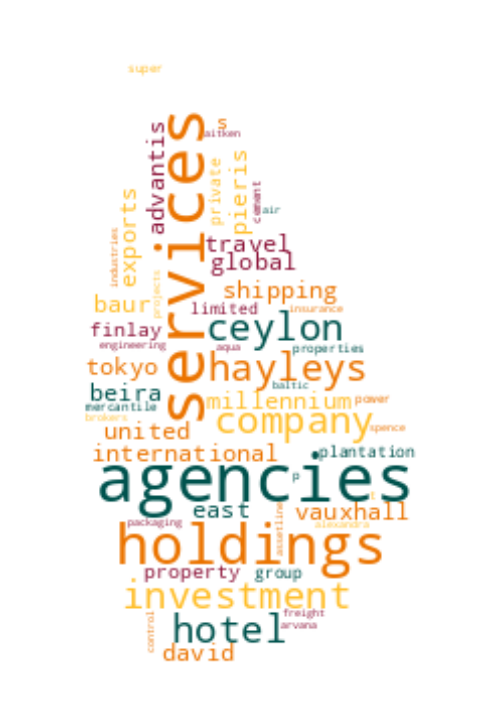 super
services
advantis
s
aitken
private
pieris
cement
air
exports
industries
projects
travel
global
baur
shipping
limited
insurance
finlay
engineering
ceylon
aqua
properties
tokyo
hayleys
baltic
beira
mercantile
millennium
power
brokers
company
spence
united
international
plantation
agencies
p
t
east
vauxhall
packaging
alexandra
assetline
holdings
property
group
investment
freight
arvana
control
hotel
david